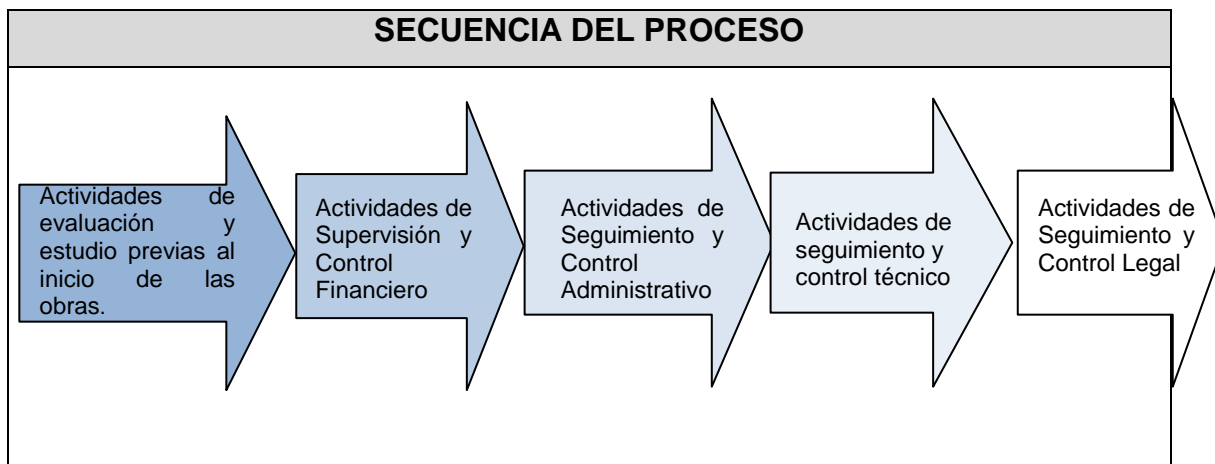 SECUENCIA DEL PROCESO
Actividades de
evaluación y
estudio previas al
inicio de las
obras.
Actividades de
Supervisión y
Control
Financiero
Actividades de
Seguimiento y
Control
Administrativo
Actividades de
seguimiento y
control técnico
Actividades de
Seguimiento y
Control Legal